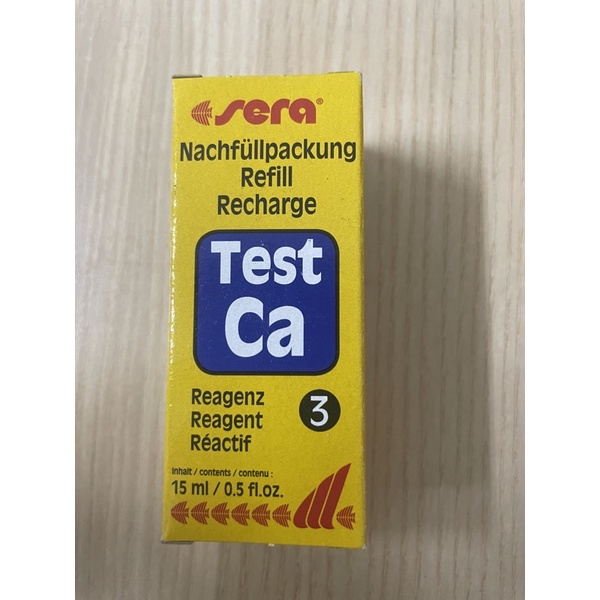 sera®
Nachfüllpackung
Refill
Recharge
Test
Ca
Reagenz
Reagent
Réactif
3
Inhalt / contents / contenu :
15 ml / 0.5 fl.oz.